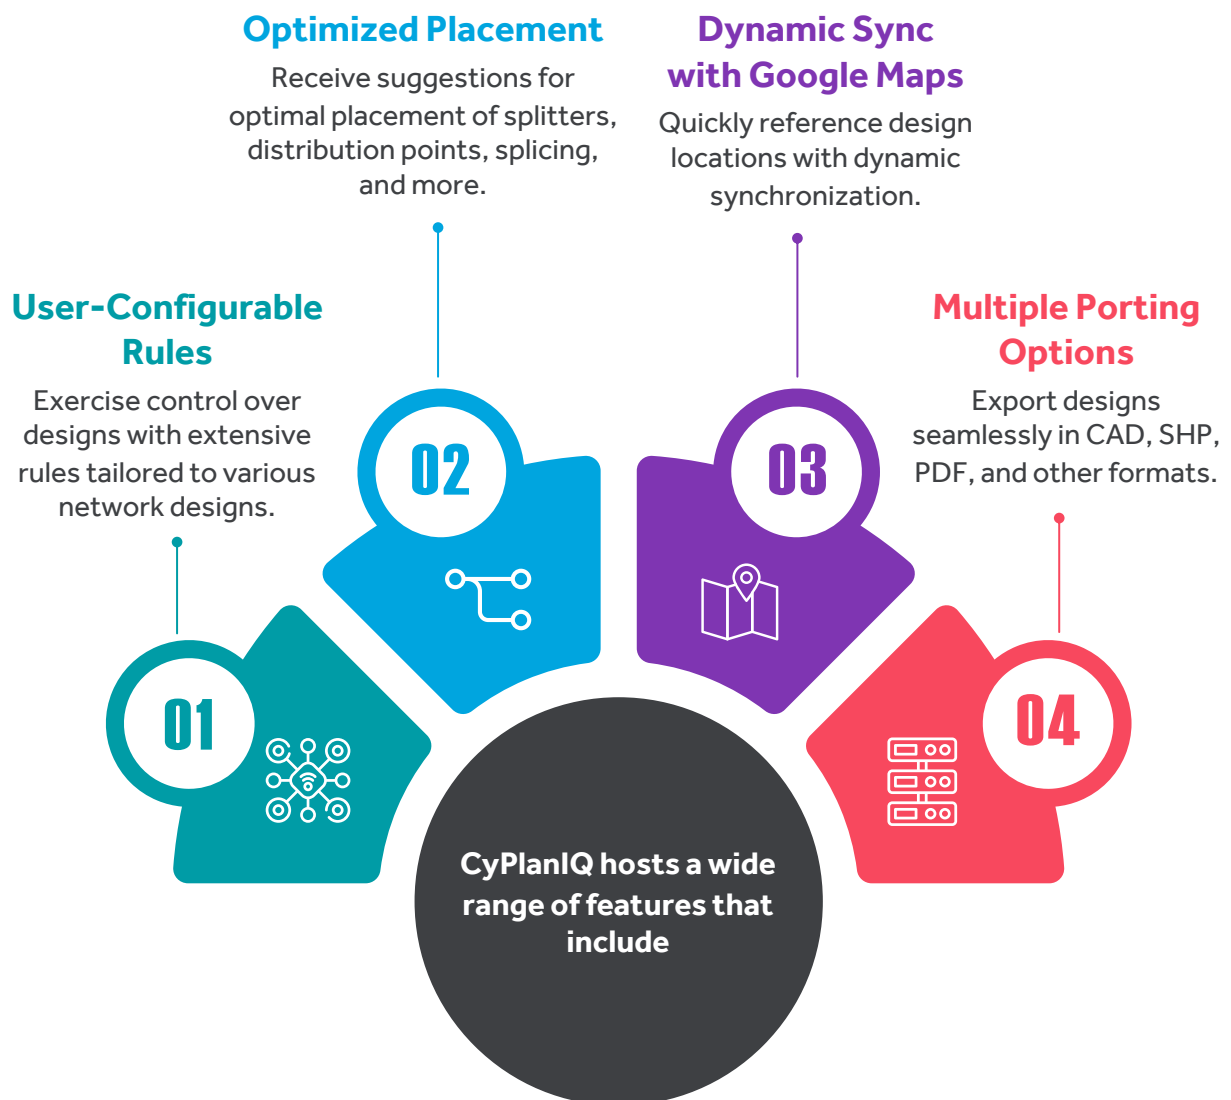 Optimized Placement
Receive suggestions for
optimal placement of splitters,
distribution points, splicing,
and more.
Dynamic Sync
with Google Maps
Quickly reference design
locations with dynamic
synchronization.
User-Configurable
Rules
Exercise control over
designs with extensive
rules tailored to various
network designs.
Multiple Porting
Options
Export designs
seamlessly in CAD, SHP,
PDF, and other formats.
01
02
03
04
CyPlanIQ hosts a wide
range of features that
include